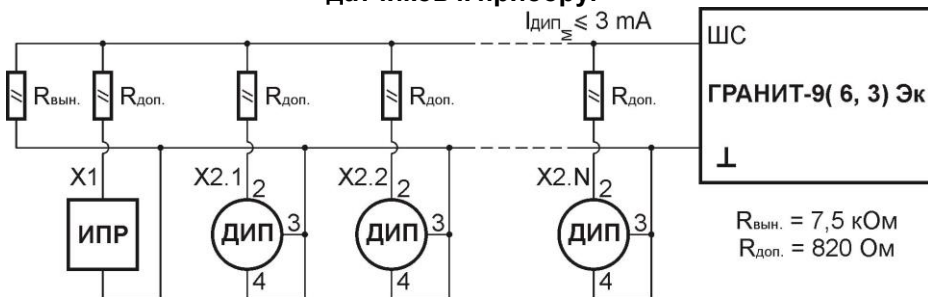 датчиков к прибору.
Iдип_м ≤ 3 mA
ШС
Rвын.
Rдоп.
Rдоп.
Rдоп.
Rдоп.
ГРАНИТ-9( 6, 3) Эк
⊥
X1
X2.1
2
X2.2
2
X2.N
2
ИПР
ДИП
3
ДИП
3
ДИП
3
4
4
4
Rвын. = 7,5 кОм
Rдоп. = 820 Ом